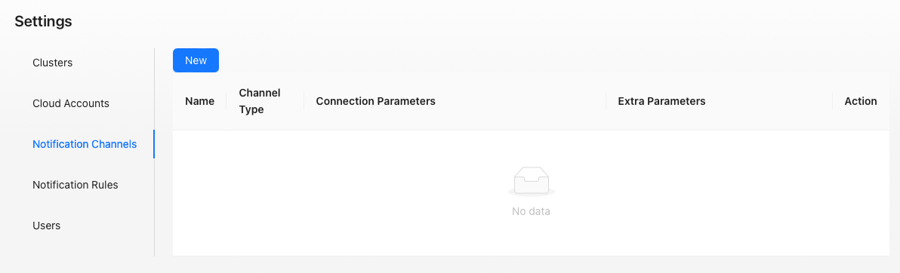 Settings
Clusters
Cloud Accounts
Notification Channels
Notification Rules
Users
New
Name
Channel
Type
Connection Parameters
Extra Parameters
Action
No data